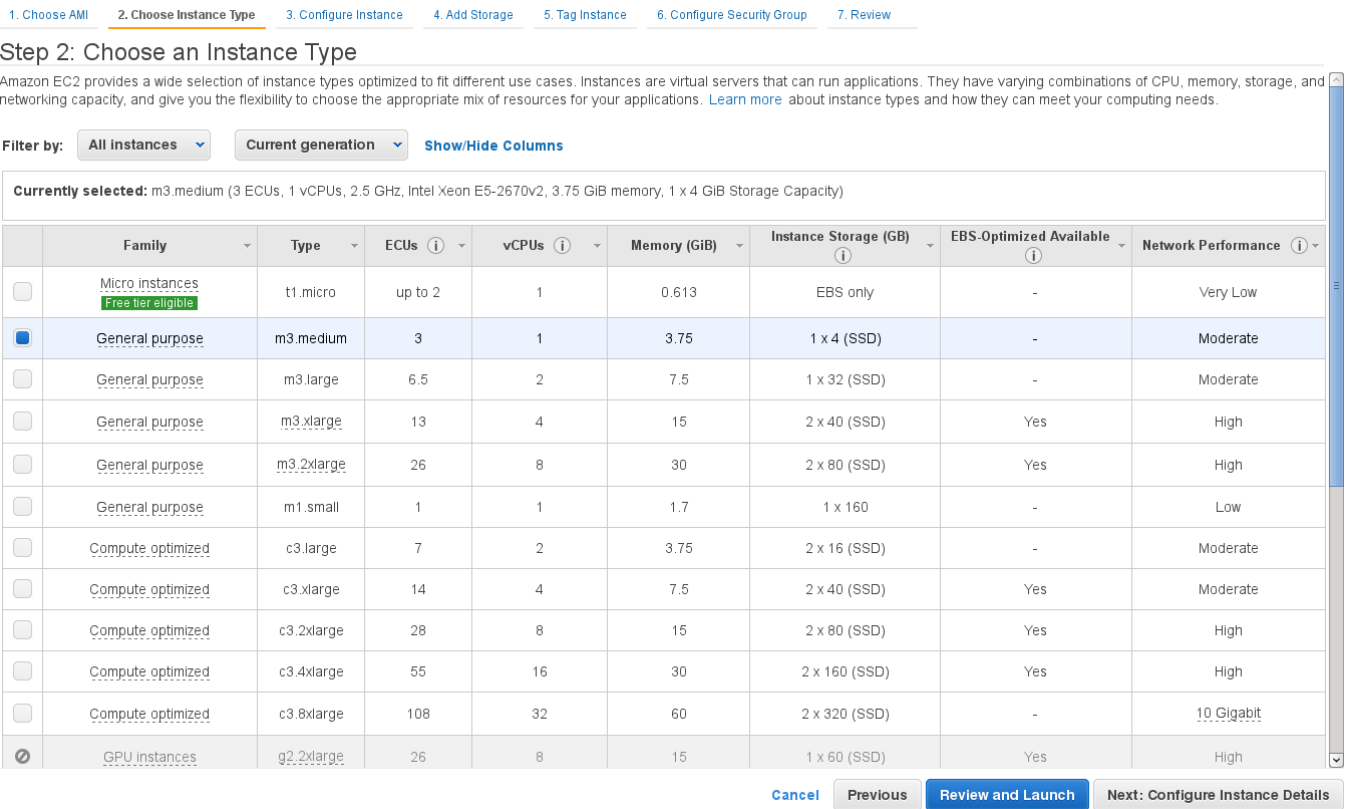 1. Choose AMI 2. Choose Instance Type 3. Configure Instance 4. Add Storage 5. Tag Instance 6. Configure Security Group 7. Review
Step 2: Choose an Instance Type
Amazon EC2 provides a wide selection of instance types optimized to fit different use cases. Instances are virtual servers that can run applications. They have varying combinations of CPU, memory, storage, and
networking capacity, and give you the flexibility to choose the appropriate mix of resources for your applications. Learn more about instance types and how they can meet your computing needs.
Filter by: All instances Current generation Show/Hide Columns
Currently selected: m3.medium (3 ECUs, 1 vCPUs, 2.5 GHz, Intel Xeon E5-2670v2, 3.75 GiB memory, 1 x 4 GiB Storage Capacity)
Family Type ECUs vCPUs Memory (GiB) Instance Storage (GB) EBS-Optimized Available Network Performance
Micro instances t1.micro up to 2 1 0.613 EBS only - Very Low
Free tier eligible
General purpose m3.medium 3 1 3.75 1 x 4 (SSD) - Moderate
General purpose m3.large 6.5 2 7.5 1 x 32 (SSD) - Moderate
General purpose m3.xlarge 13 4 15 2 x 40 (SSD) Yes High
General purpose m3.2xlarge 26 8 30 2 x 80 (SSD) Yes High
General purpose m1.small 1 1 1.7 1 x 160 - Low
Compute optimized c3.large 7 2 3.75 2 x 16 (SSD) - Moderate
Compute optimized c3.xlarge 14 4 7.5 2 x 40 (SSD) Yes Moderate
Compute optimized c3.2xlarge 28 8 15 2 x 80 (SSD) Yes High
Compute optimized c3.4xlarge 55 16 30 2 x 160 (SSD) Yes High
Compute optimized c3.8xlarge 108 32 60 2 x 320 (SSD) - 10 Gigabit
GPU instances g2.2xlarge 26 8 15 1 x 60 (SSD) Yes High
Cancel Previous Review and Launch Next: Configure Instance Details